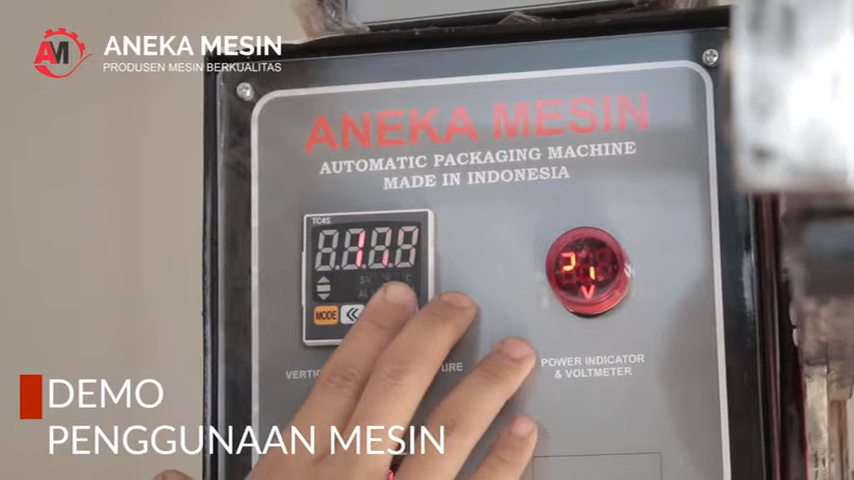 AM
ANEKA MESIN
PRODUSEN MESIN BERKUALITAS
ANEKA MESIN
AUTOMATIC PACKAGING MACHINE
MADE IN INDONESIA
TC4S
MODE
V
POWER INDICATOR
& VOLTMETER
DEMO
PENGGUNAAN MESIN